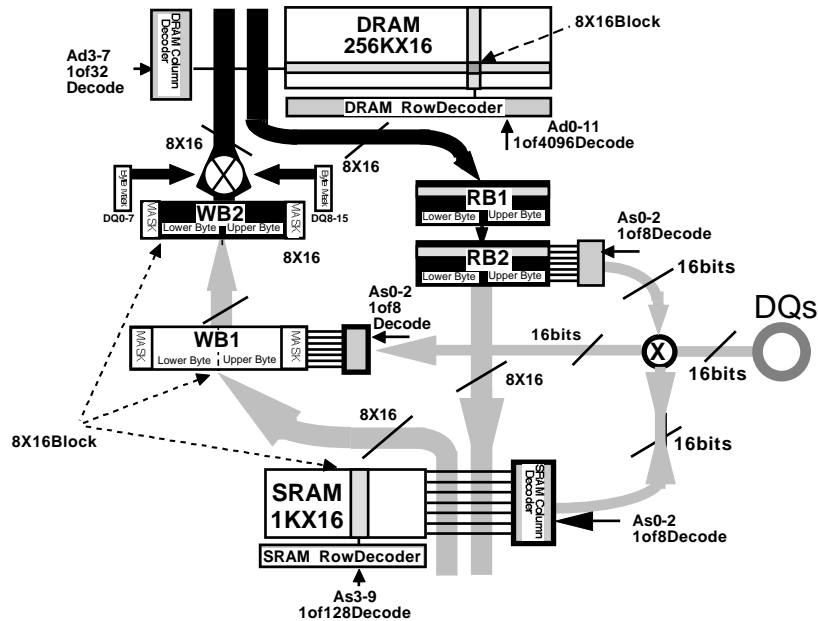 DRAM
256KX16
8X16Block
DRAM Column
Decoder
Ad3-7
1of32
Decode
DRAM RowDecoder
Ad0-11
1of4096Decode
8X16
8X16
Byte Mask
Byte Mask
DQ0-7
DQ8-15
MASK
WB2
MASK
Lower Byte
Upper Byte
8X16
RB1
Lower Byte
Upper Byte
RB2
Lower Byte
Upper Byte
As0-2
1of8Decode
16bits
DQs
As0-2
1of8
Decode
MASK
WB1
MASK
Lower Byte
Upper Byte
16bits
X
16bits
8X16
8X16
16bits
8X16Block
SRAM
1KX16
SRAM Column
Decoder
As0-2
1of8Decode
SRAM RowDecoder
As3-9
1of128Decode